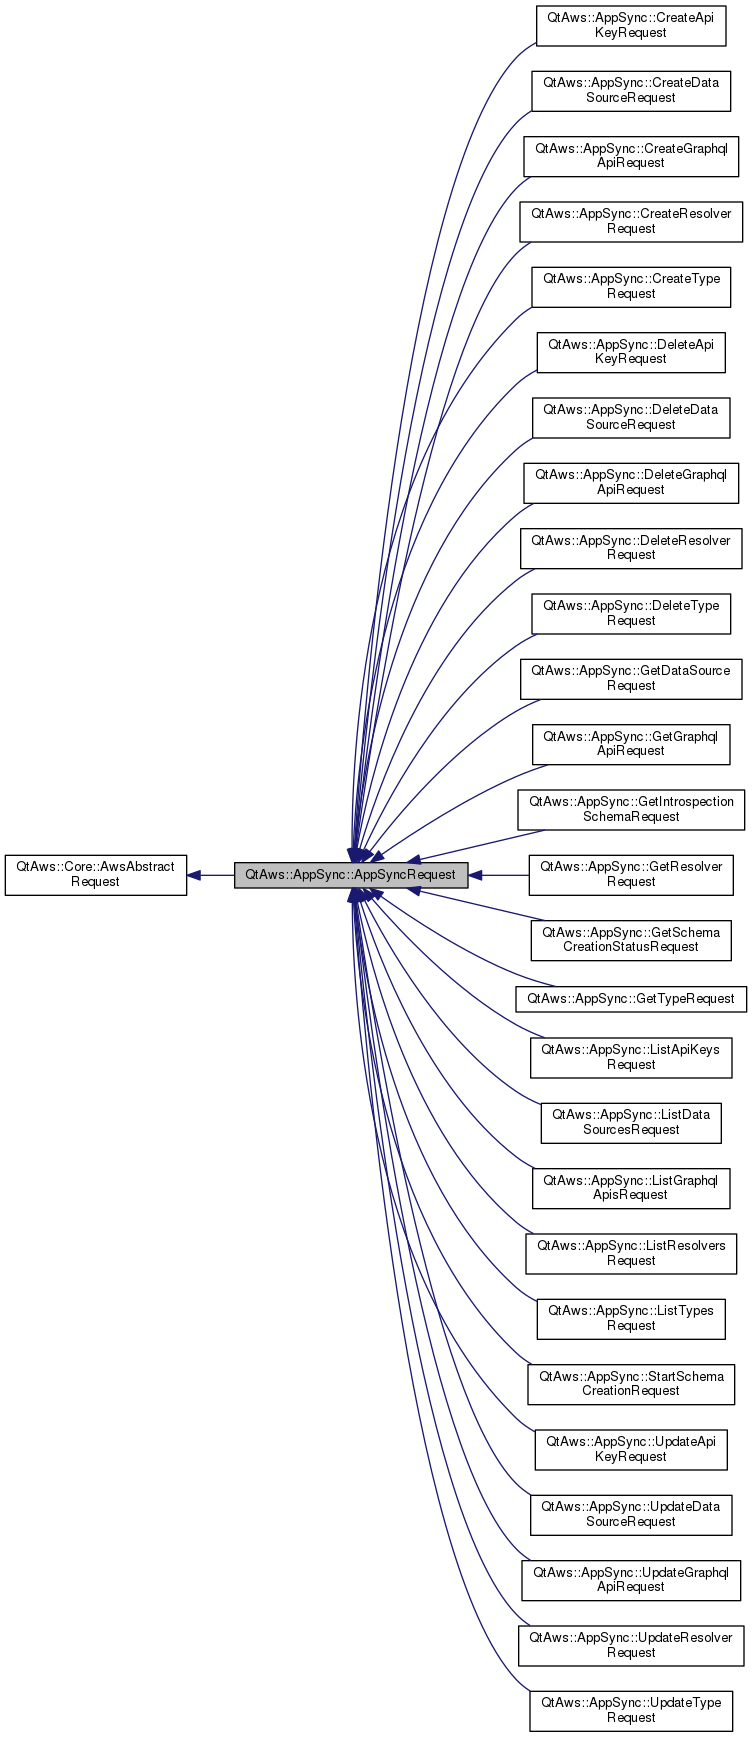 QtAws::AppSync::CreateApi
KeyRequest
QtAws::AppSync::CreateData
SourceRequest
QtAws::AppSync::CreateGraphql
ApiRequest
QtAws::AppSync::CreateResolver
Request
QtAws::AppSync::CreateType
Request
QtAws::AppSync::DeleteApi
KeyRequest
QtAws::AppSync::DeleteData
SourceRequest
QtAws::AppSync::DeleteGraphql
ApiRequest
QtAws::AppSync::DeleteResolver
Request
QtAws::AppSync::DeleteType
Request
QtAws::AppSync::GetDataSource
Request
QtAws::AppSync::GetGraphql
ApiRequest
QtAws::AppSync::GetIntrospection
SchemaRequest
QtAws::Core::AwsAbstract
Request
QtAws::AppSync::AppSyncRequest
QtAws::AppSync::GetResolver
Request
QtAws::AppSync::GetSchema
CreationStatusRequest
QtAws::AppSync::GetTypeRequest
QtAws::AppSync::ListApiKeys
Request
QtAws::AppSync::ListData
SourcesRequest
QtAws::AppSync::ListGraphql
ApisRequest
QtAws::AppSync::ListResolvers
Request
QtAws::AppSync::ListTypes
Request
QtAws::AppSync::StartSchema
CreationRequest
QtAws::AppSync::UpdateApi
KeyRequest
QtAws::AppSync::UpdateData
SourceRequest
QtAws::AppSync::UpdateGraphql
ApiRequest
QtAws::AppSync::UpdateResolver
Request
QtAws::AppSync::UpdateType
Request